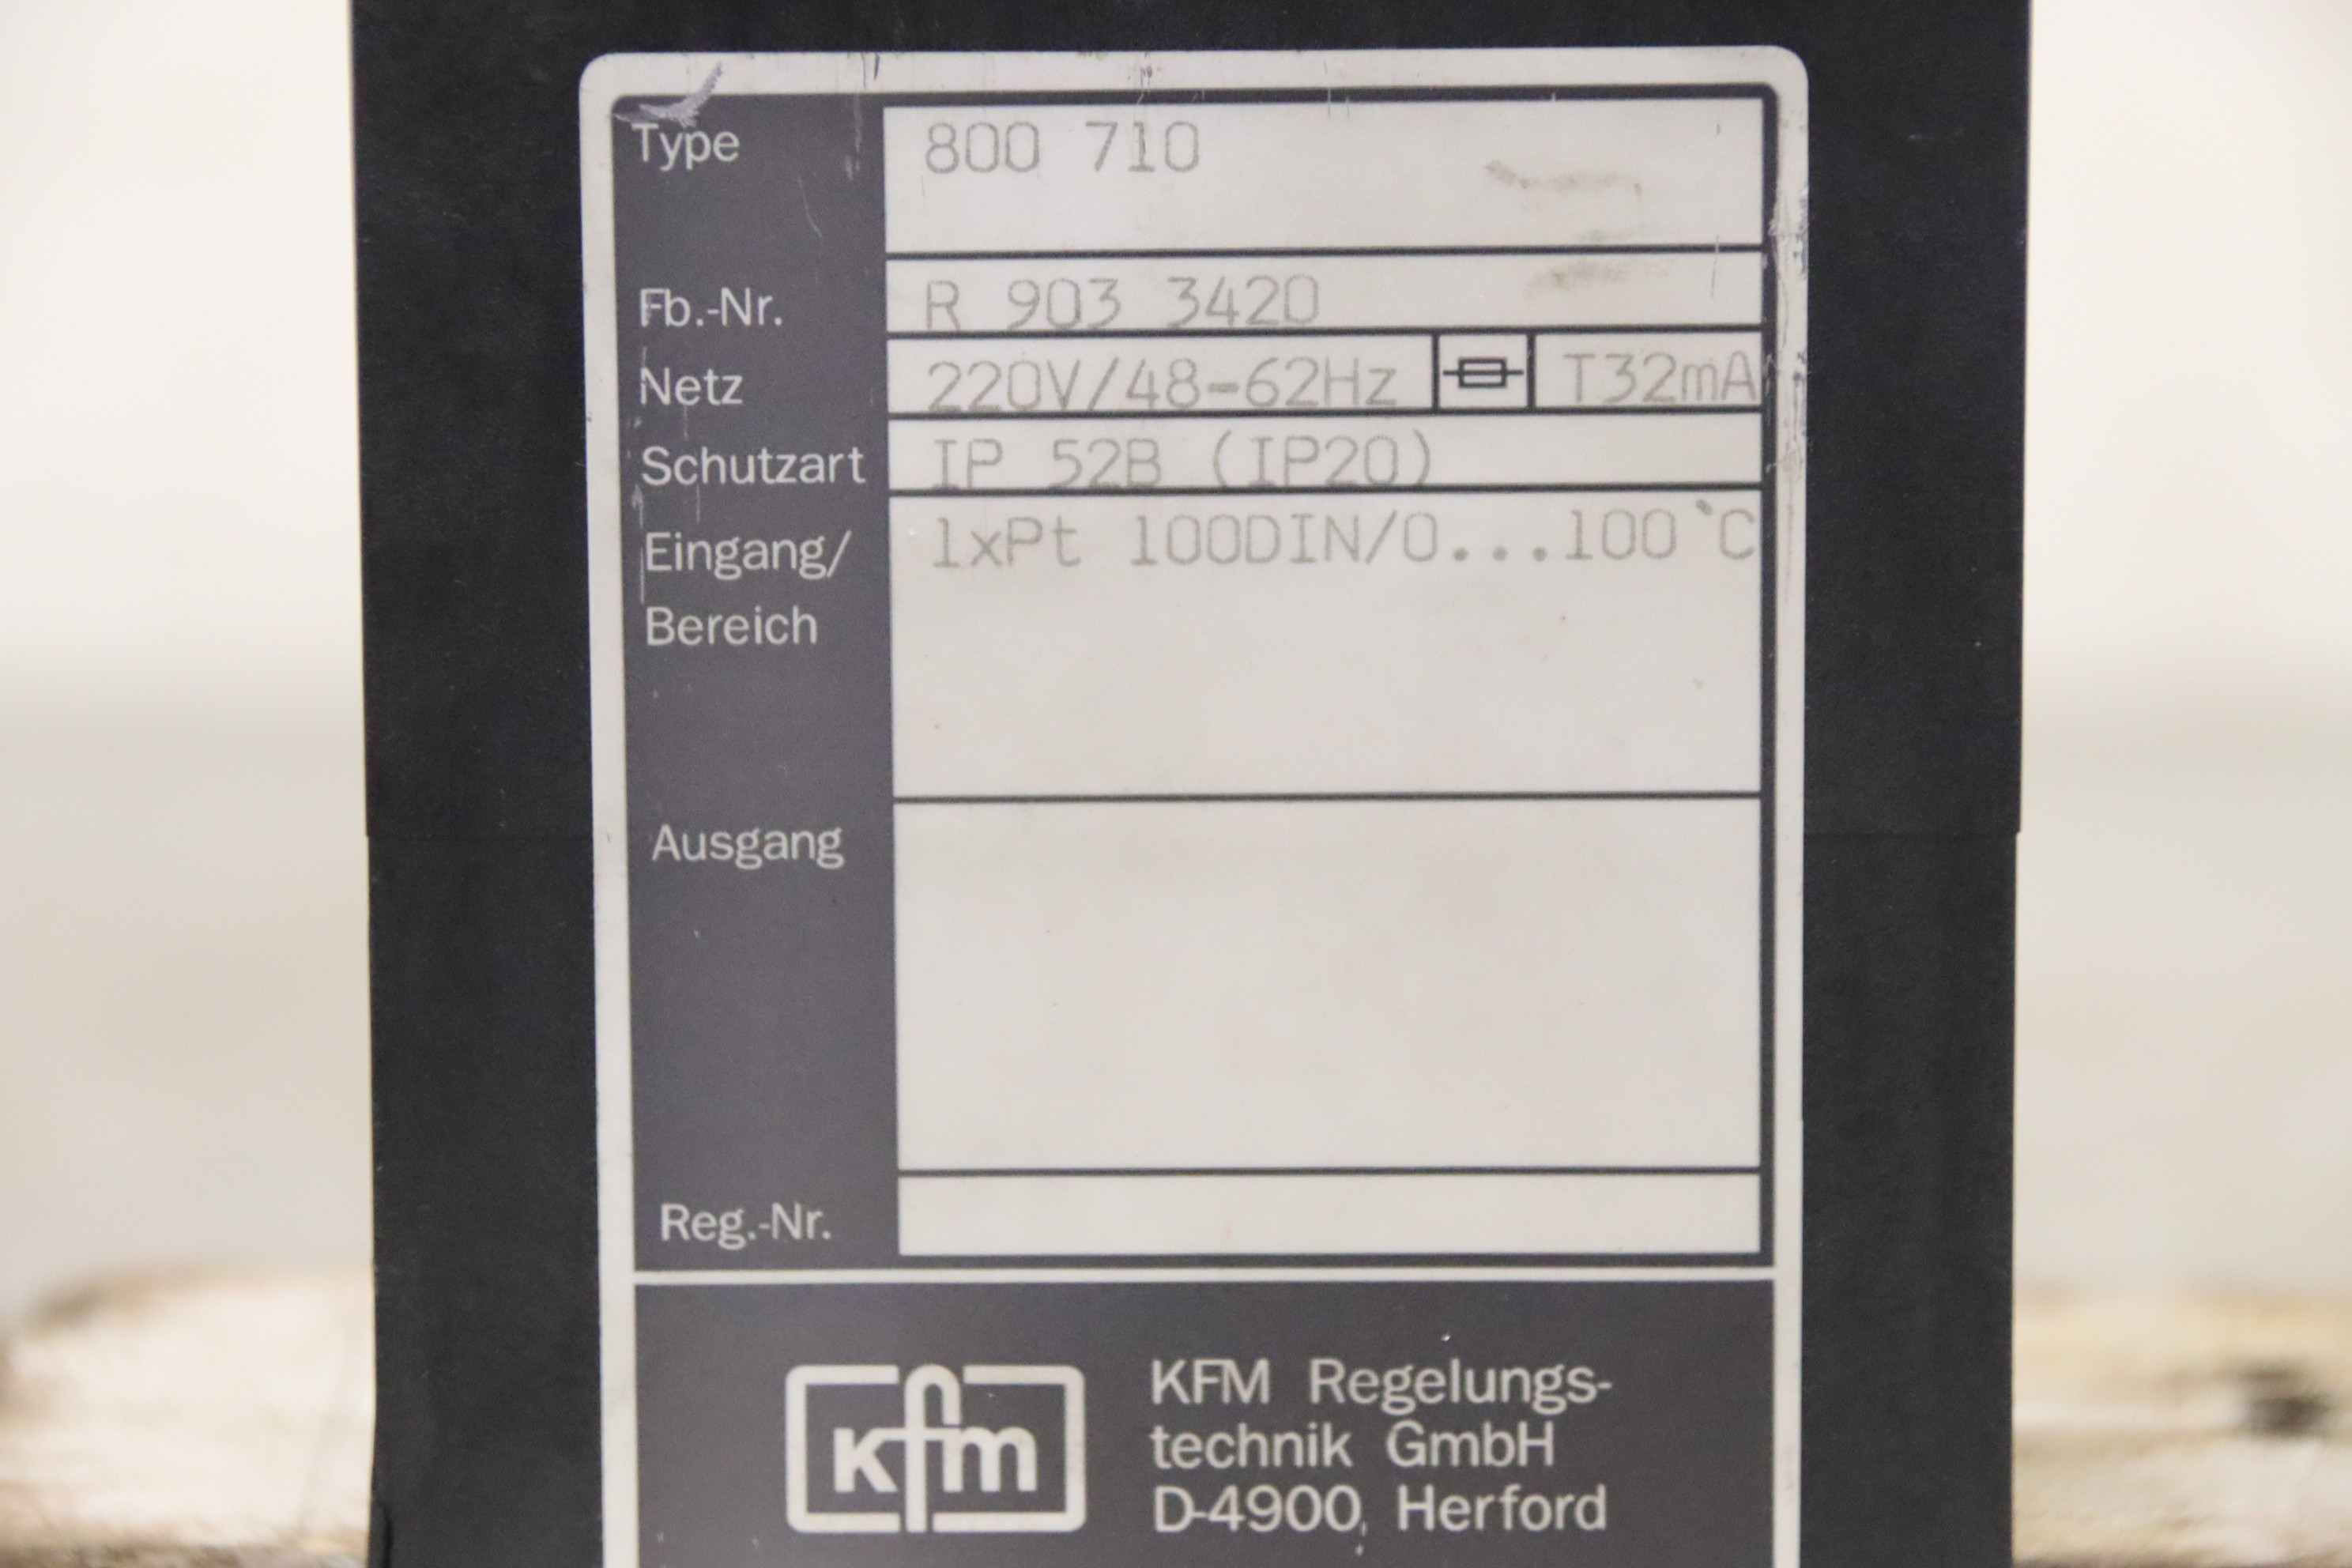 Type 800 710
Fb.-Nr. R 903 3420
Netz 220V/48-62Hz T32mA
Schutzart IP 52B (IP20)
Eingang/ 1xPt 100DIN/0...100°C
Bereich
Ausgang
Reg.-Nr.
kfm
KFM Regelungs-
technik GmbH
D-4900, Herford